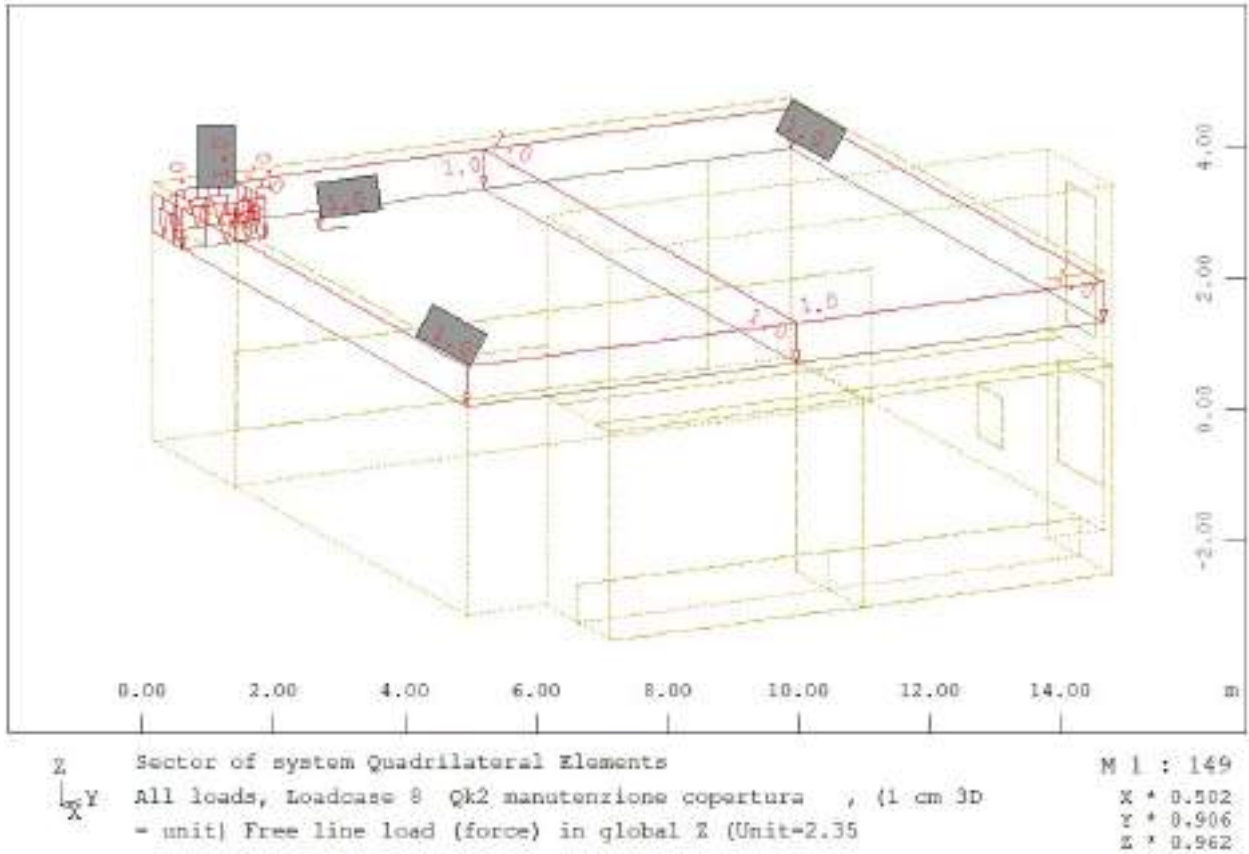 4.00
2.00
0.00
-2.00
1.0
1.0
1.0
0.00 2.00 4.00 6.00 8.00 10.00 12.00 14.00 m
Z
Y
X
Sector of system Quadrilateral Elements
All loads, Loadcase 8 Qk2 manutenzione copertura , (1 cm 3D
= unit) Free line load (force) in global Z (Unit=2.35
M 1 : 149
X * 0.502
Y * 0.906
Z * 0.962